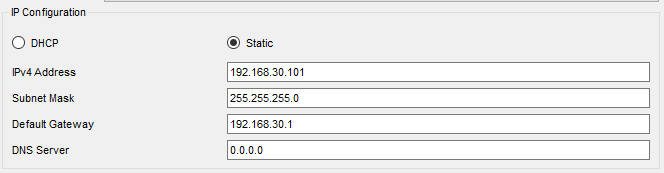 IP Configuration
DHCP Static
IPv4 Address 192.168.30.101
Subnet Mask 255.255.255.0
Default Gateway 192.168.30.1
DNS Server 0.0.0.0